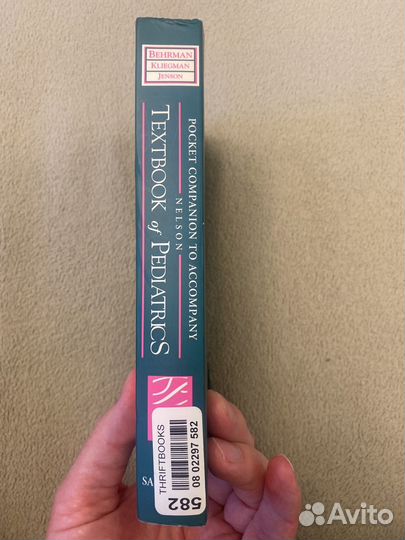 BEHRMAN
KLIEGMAN
JENSON
POCKET COMPANION TO ACCOMPANY
NELSON
TEXTBOOK of PEDIATRICS
SA
THRIFTBOOKS
582
08 02297 582
Avito